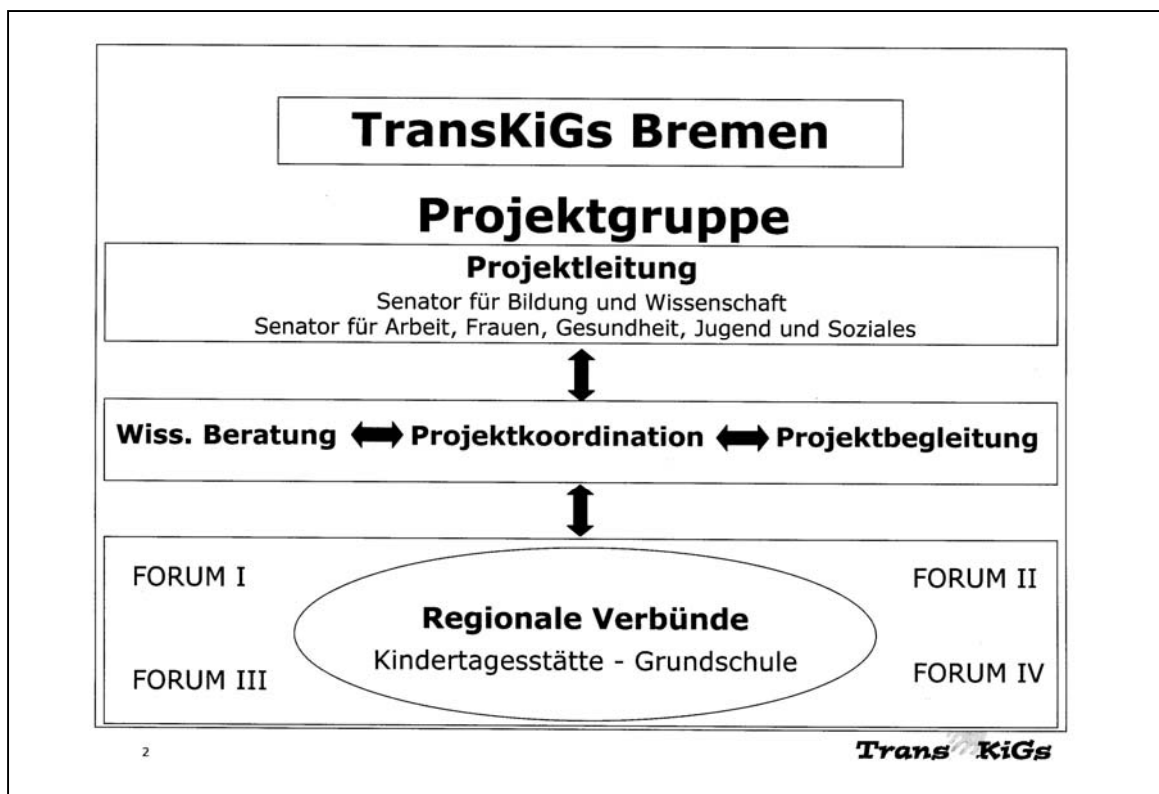 TransKiGs Bremen
Projektgruppe
Projektleitung
Senator für Bildung und Wissenschaft
Senator für Arbeit, Frauen, Gesundheit, Jugend und Soziales
Wiss. Beratung Projektkoordination Projektbegleitung
FORUM I FORUM II
Regionale Verbünde
Kindertagesstätte - Grundschule
FORUM III FORUM IV
2 Trans KiGs